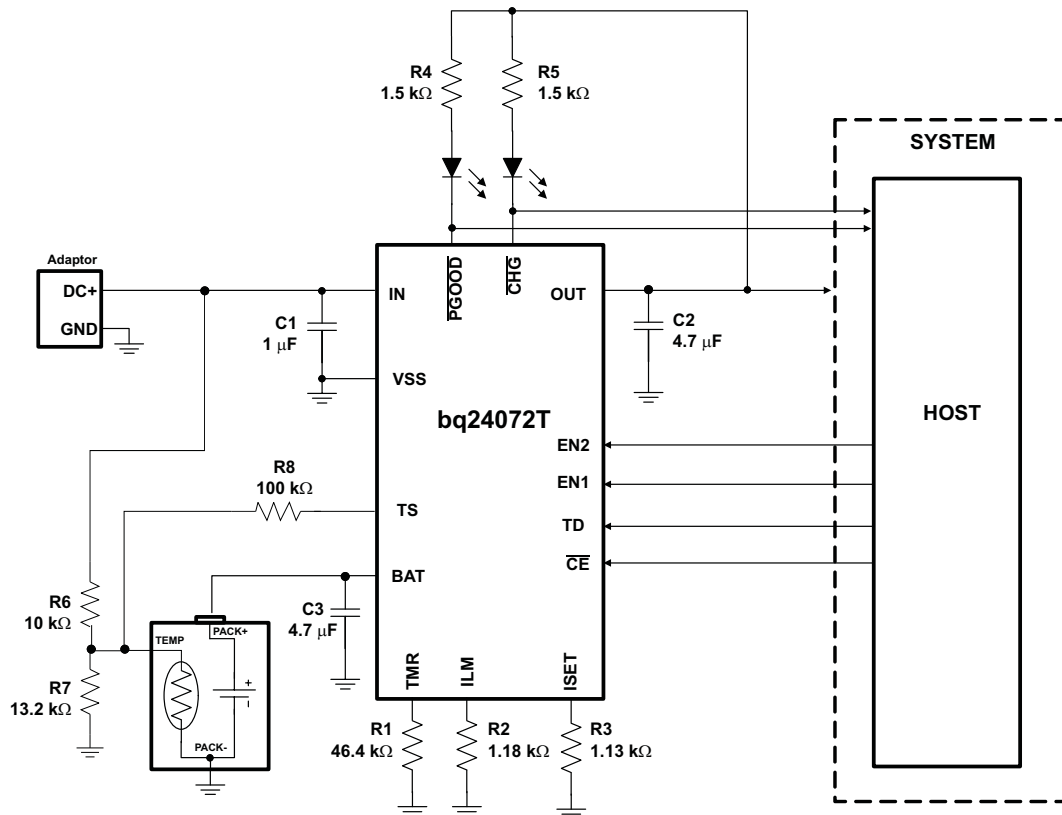 R4
1.5 kΩ
R5
1.5 kΩ
SYSTEM
Adaptor
DC+
GND
IN
PGOOD
CHG
OUT
C1
1 μF
C2
4.7 μF
VSS
bq24072T
HOST
EN2
R8
100 kΩ
EN1
TS
TD
BAT
CE
R6
10 kΩ
C3
4.7 μF
PACK+
TEMP
+
−
R7
13.2 kΩ
PACK-
TMR
ILM
ISET
R1
46.4 kΩ
R2
1.18 kΩ
R3
1.13 kΩ